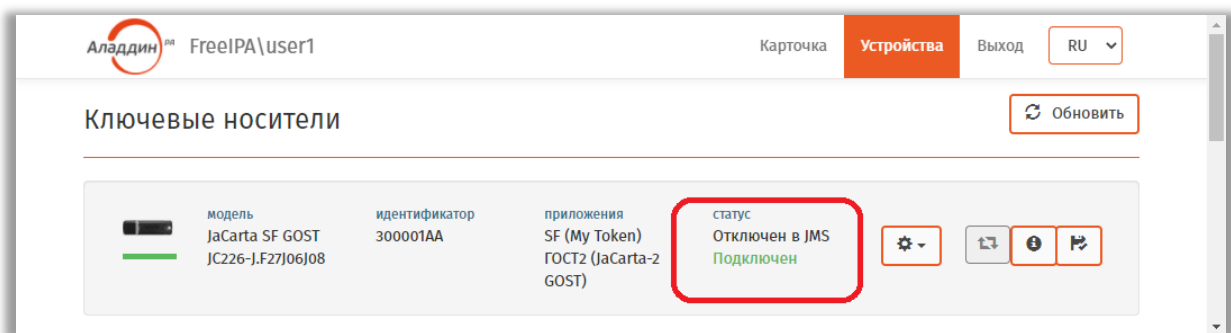 Аладдин РД FreeIPA\user1 Карточка Устройства Выход RU
Ключевые носители Обновить
модель идентификатор приложения статус
JaCarta SF GOST 300001AA SF (My Token) Отключен в JMS
JC226-J.F27J06J08 ГОСТ2 (JaCarta-2 Подключен
GOST)